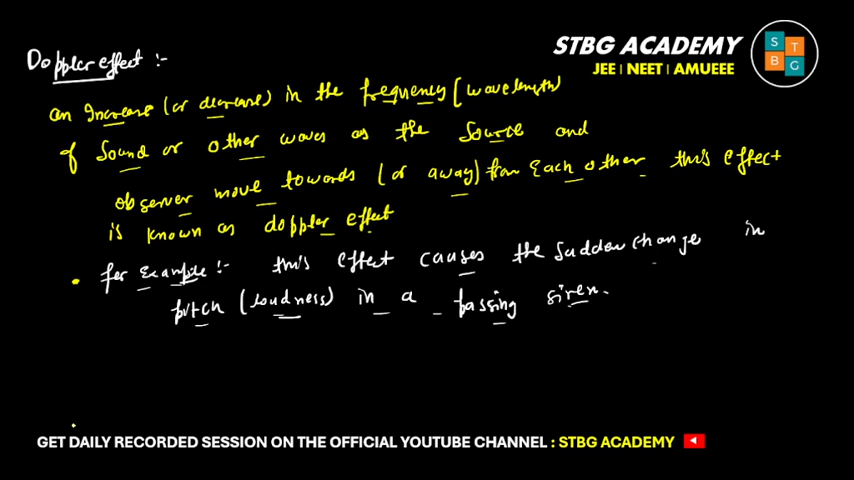 STBG ACADEMY
JEE | NEET | AMUEEE
S T
B G
Doppler effect :-
an Increase (or decrease) in the frequency (wavelength)
of Sound or other waves as the Source and
observer move towards (or away) from Each other this effect
is known as doppler effect
• for Example :- this effect causes the Sudden change in
pitch (loudness) in a passing siren.
GET DAILY RECORDED SESSION ON THE OFFICIAL YOUTUBE CHANNEL : STBG ACADEMY